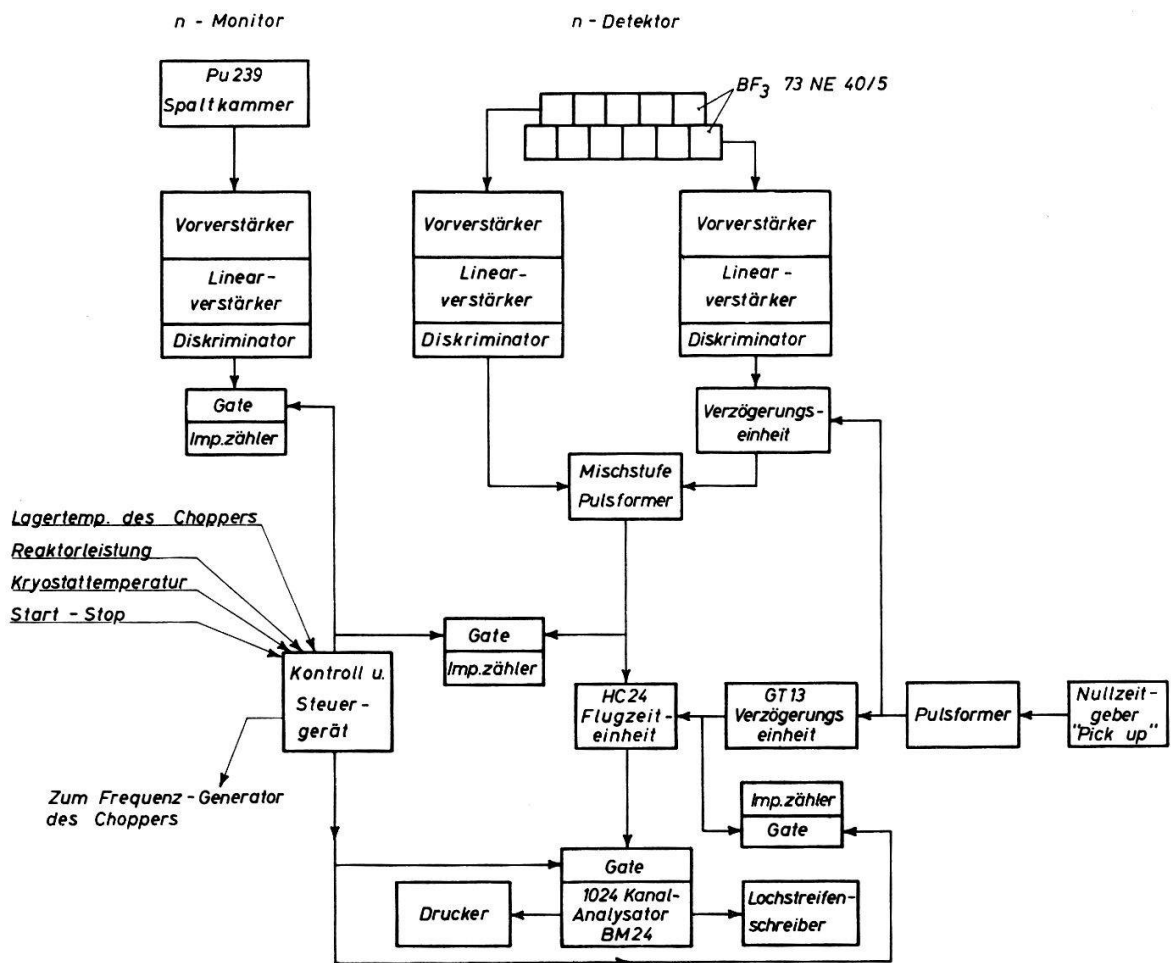 n - Monitor
n - Detektor
Pu 239
Spaltkammer
BF3 73 NE 40/5
Vorverstärker
Linear-
verstärker
Diskriminator
Vorverstärker
Linear-
verstärker
Diskriminator
Vorverstärker
Linear-
verstärker
Diskriminator
Gate
Imp.zähler
Verzögerungs-
einheit
Mischstufe
Pulsformer
Lagertemp. des Choppers
Reaktorleistung
Kryostattemperatur
Start - Stop
Gate
Imp.zähler
Kontroll u.
Steuer-
gerät
HC24
Flugzeit-
einheit
GT13
Verzögerungs
einheit
Pulsformer
Nullzeit-
geber
"Pick up"
Zum Frequenz-Generator
des Choppers
Imp.zähler
Gate
Gate
1024 Kanal-
Analysator
BM24
Drucker
Lochstreifen-
schreiber